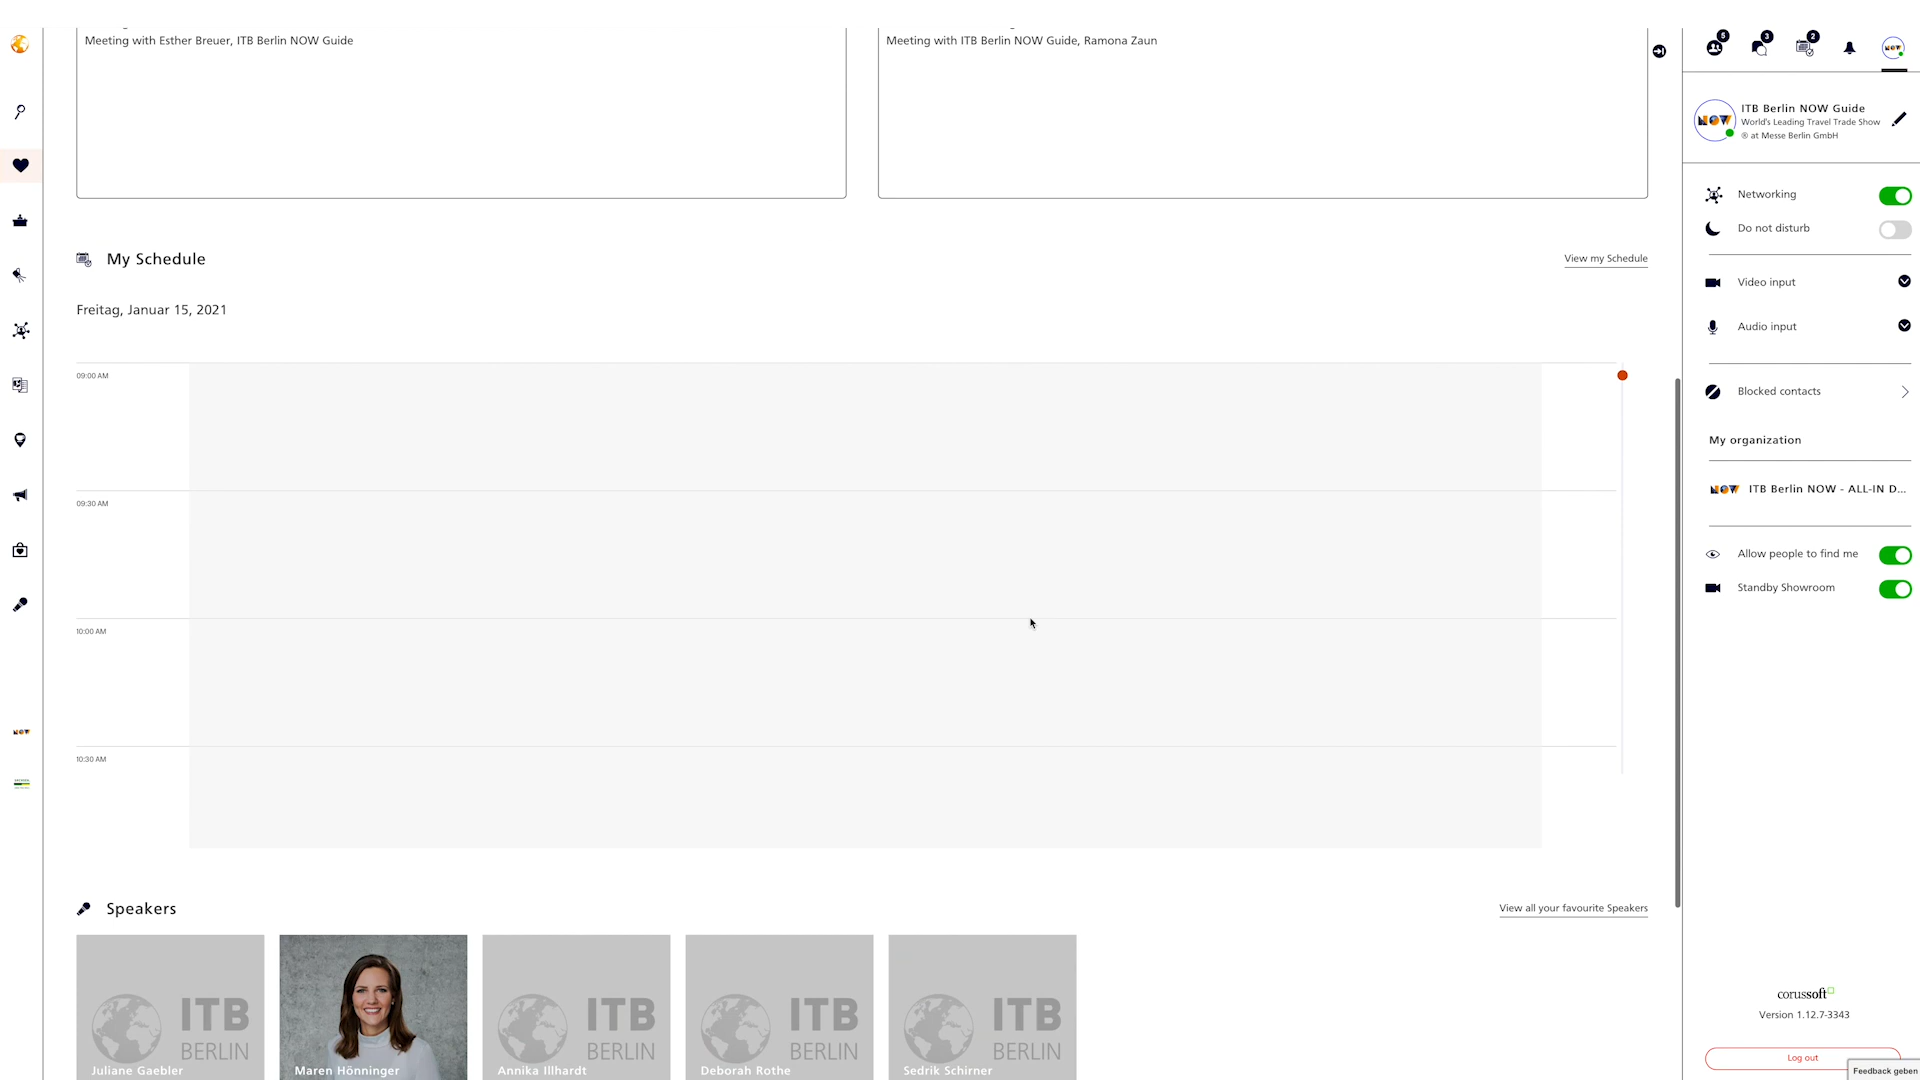 Meeting with Esther Breuer, ITB Berlin NOW Guide
Meeting with ITB Berlin NOW Guide, Ramona Zaun
5
3
2
NOW
NOW
ITB Berlin NOW Guide
World's Leading Travel Trade Show
® at Messe Berlin GmbH
Networking
Do not disturb
Video input
Audio input
Blocked contacts
My organization
NOW ITB Berlin NOW - ALL-IN D...
Allow people to find me
Standby Showroom
My Schedule
View my Schedule
Freitag, Januar 15, 2021
09:00 AM
09:30 AM
10:00 AM
10:30 AM
NOW
Speakers
View all your favourite Speakers
ITB
BERLIN
Juliane Gaebler
Maren Hönninger
ITB
BERLIN
Annika Illhardt
ITB
BERLIN
Deborah Rothe
ITB
BERLIN
Sedrik Schirner
corussoft
Version 1.12.7-3343
Log out
Feedback geben